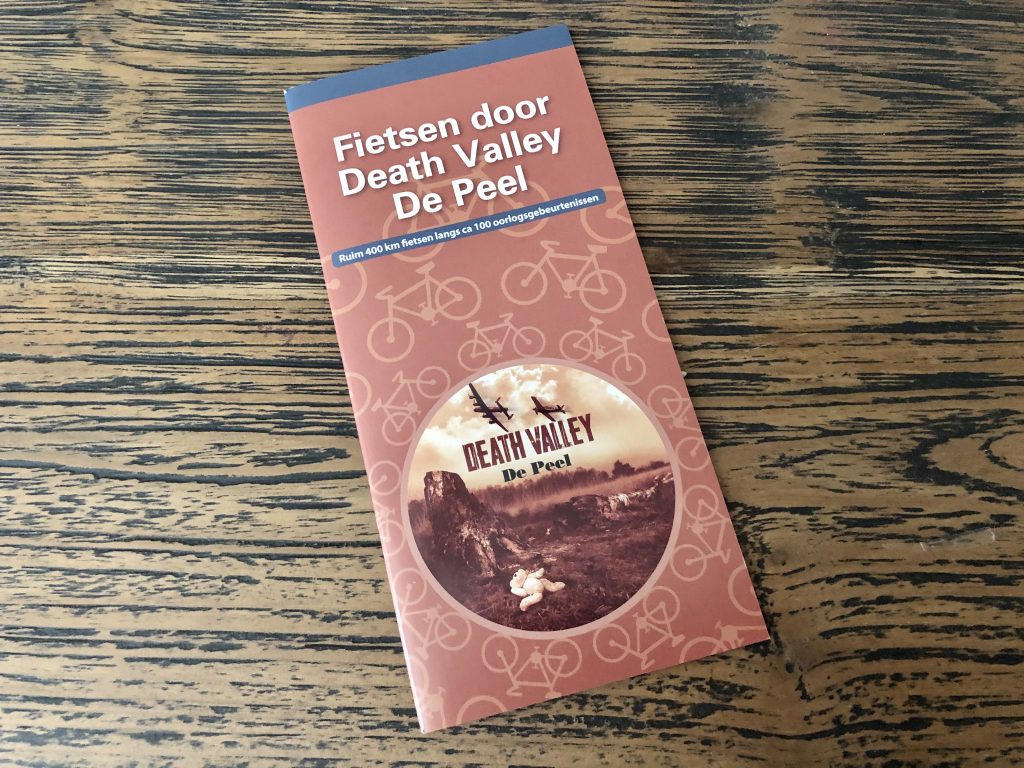 Fietsen door
Death Valley
De Peel
Ruim 400 km fietsen langs ca 100 oorlogsgebeurtenissen
DEATH VALLEY
De Peel